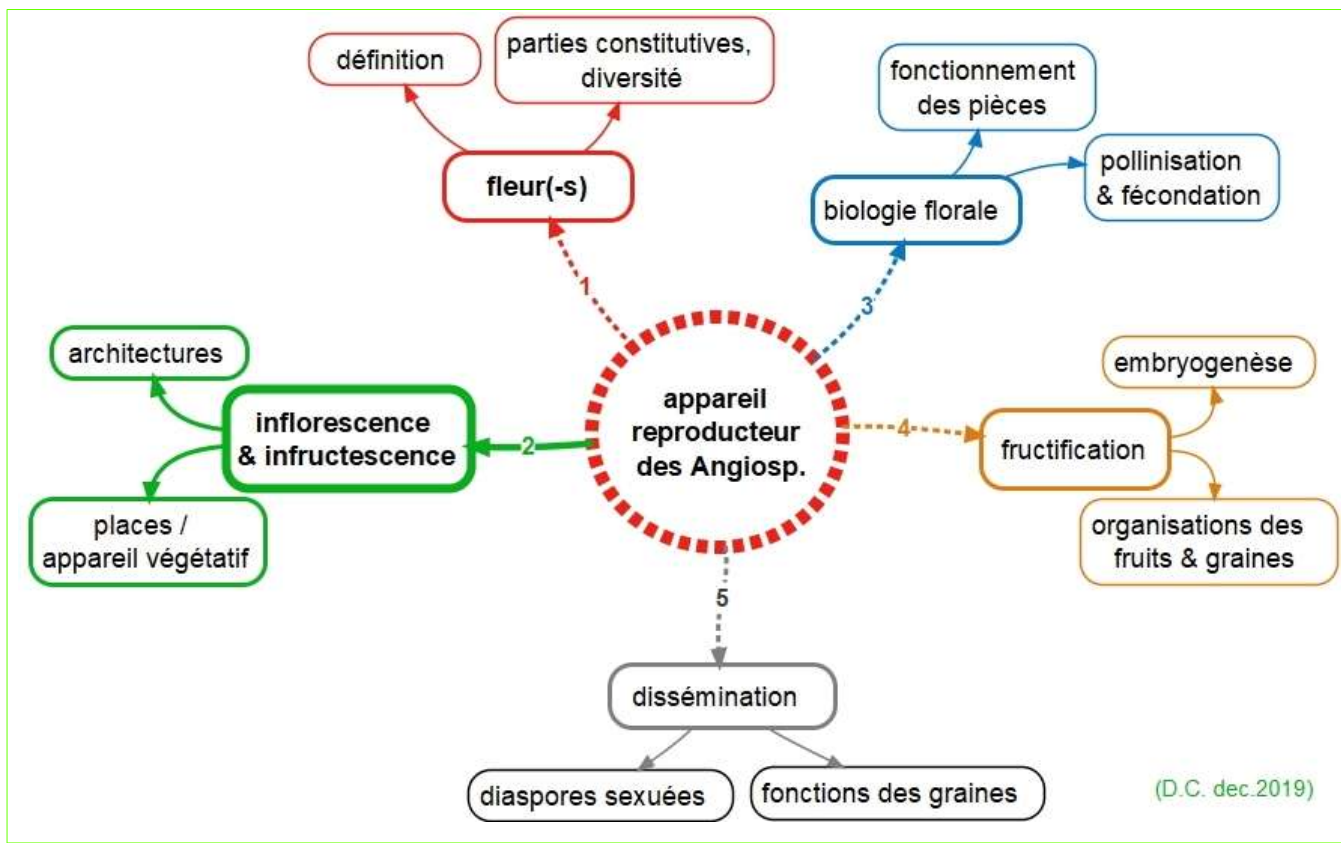 définition
parties constitutives,
diversité
fleur(-s)
1
fonctionnement
des pièces
pollinisation
& fécondation
biologie florale
3
architectures
inflorescence
& infructescence
places /
appareil végétatif
2
appareil
reproducteur
des Angiosp.
4
embryogenèse
fructification
organisations des
fruits & graines
5
dissémination
diaspores sexuées
fonctions des graines
(D.C. dec.2019)